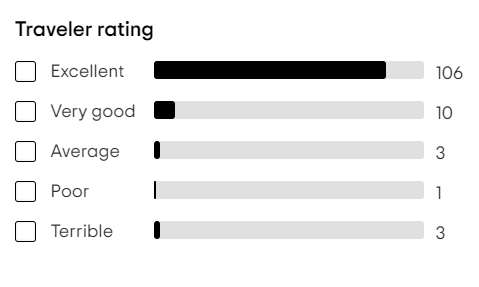 Traveler rating
Excellent 106
Very good 10
Average 3
Poor 1
Terrible 3